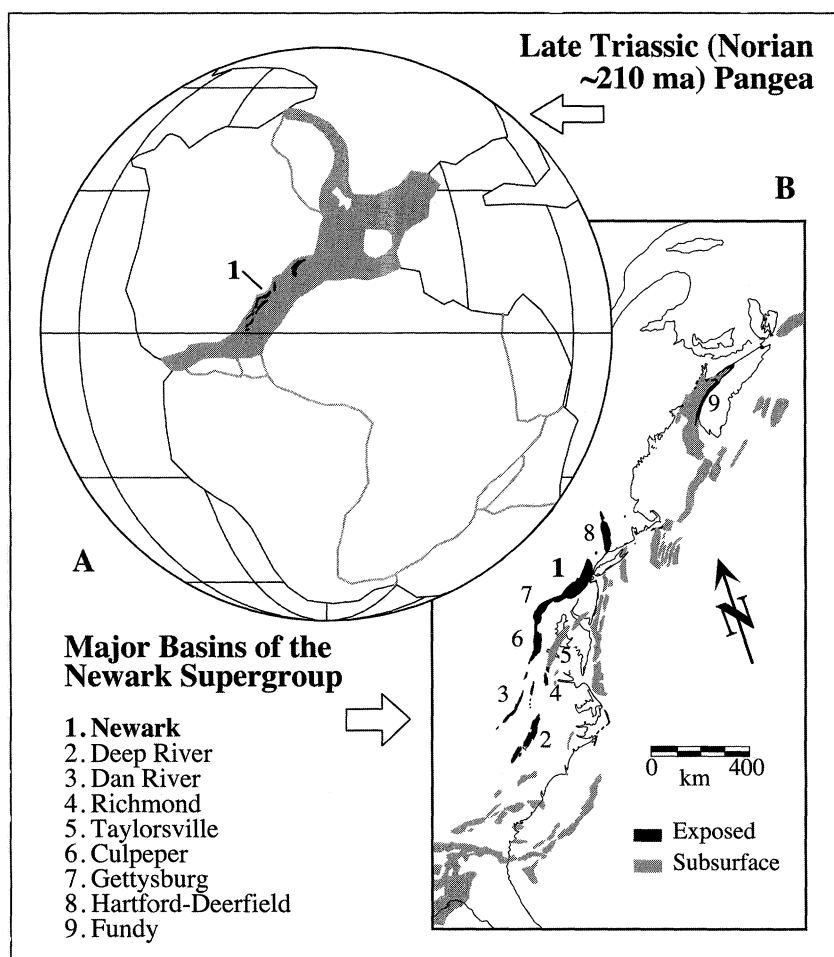 Late Triassic (Norian
~210 ma) Pangea
B
1
A
9
8
1
7
6
5
4
3
2
N
0 400
km
Exposed
Subsurface
Major Basins of the
Newark Supergroup
1. Newark
2. Deep River
3. Dan River
4. Richmond
5. Taylorsville
6. Culpeper
7. Gettysburg
8. Hartford-Deerfield
9. Fundy